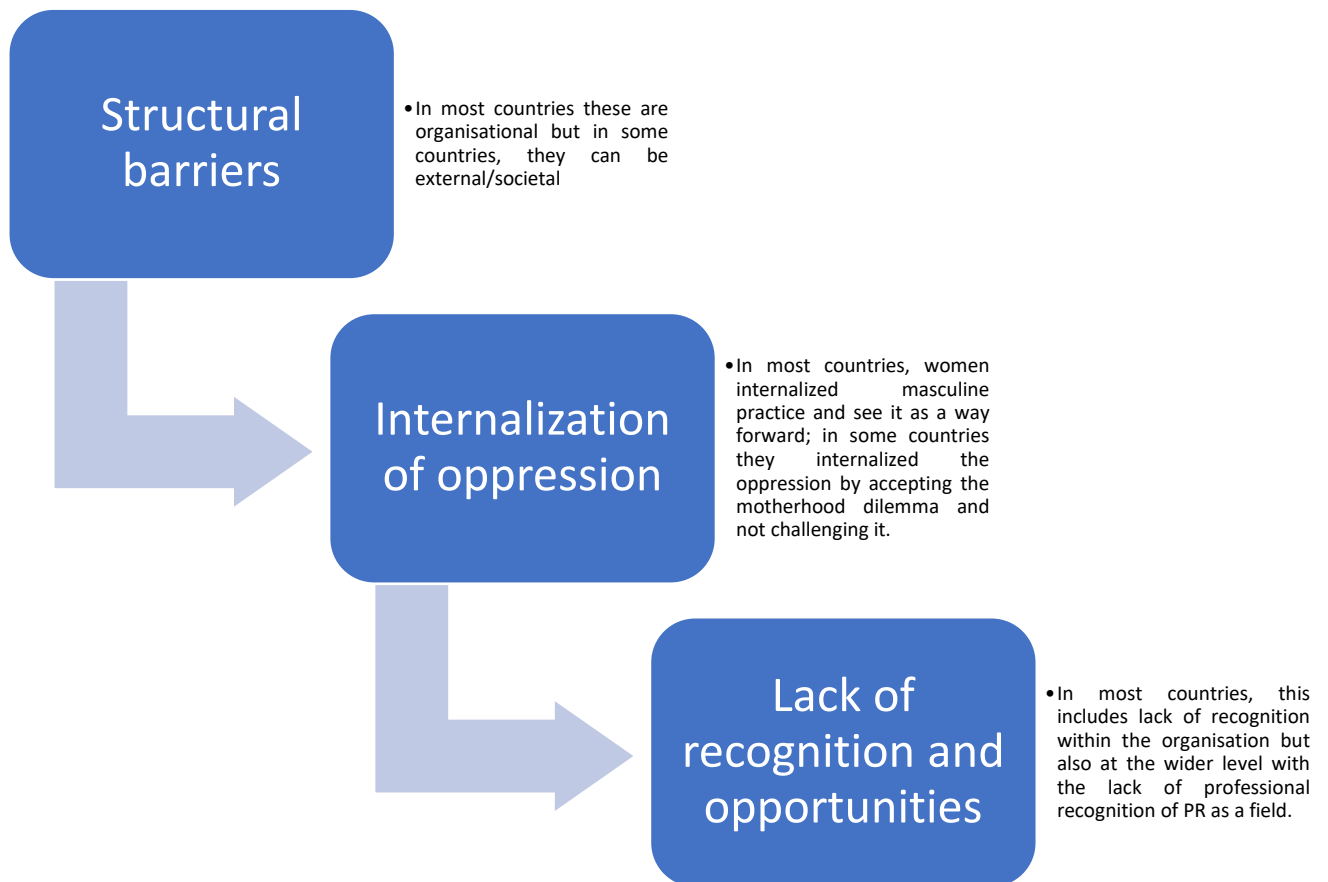 Structural
barriers
•In most countries these are
organisational but in some
countries, they can be
external/societal
Internalization
of oppression
•In most countries, women
internalized masculine
practice and see it as a way
forward; in some countries
they internalized the
oppression by accepting the
motherhood dilemma and
not challenging it.
Lack of
recognition and
opportunities
•In most countries, this
includes lack of recognition
within the organisation but
also at the wider level with
the lack of professional
recognition of PR as a field.